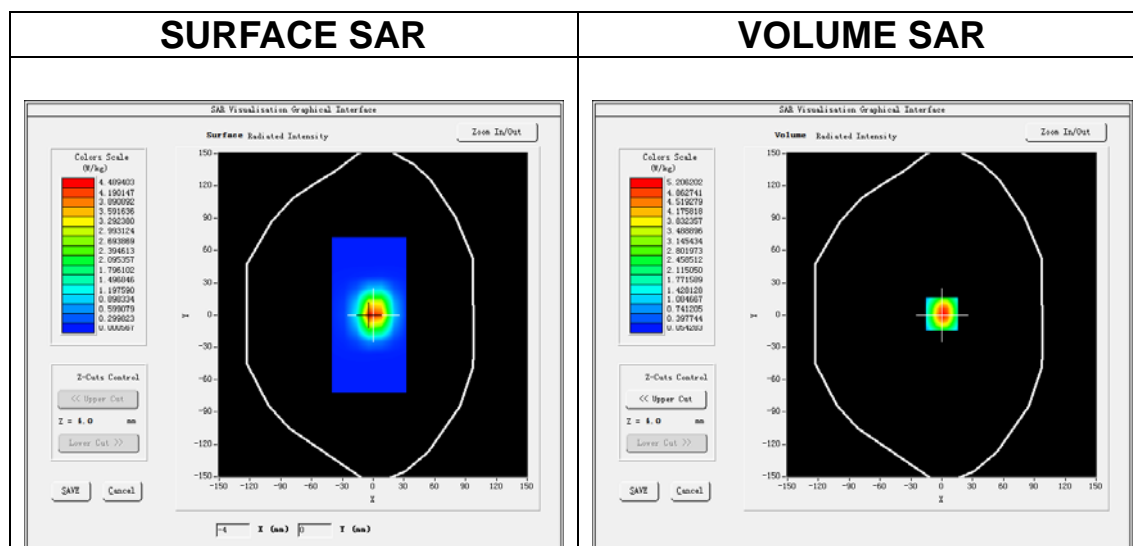 SURFACE SAR
VOLUME SAR
SAR Visualisation Graphical Interface
Surface Radiated Intensity
Zoom In/Out
Colors Scale
(W/kg)
4.489403
4.190147
3.890892
3.591636
3.292380
2.993124
2.693869
2.394613
2.095357
1.796102
1.496846
1.197590
0.898334
0.599079
0.299823
0.000567
150
120
90
60
30
0
-30
-60
-90
-120
-150
Y
-150 -120 -90 -60 -30 0 30 60 90 120 150
X
Z-Cuts Control
<< Upper Cut
Z = 4.0 mm
Lower Cut >>
SAVE Cancel
-4 X (mm) 0 Y (mm)
SAR Visualisation Graphical Interface
Volume Radiated Intensity
Zoom In/Out
Colors Scale
(W/kg)
5.206202
4.862741
4.519279
4.175818
3.832357
3.488896
3.145434
2.801973
2.458512
2.115050
1.771589
1.428128
1.084667
0.741205
0.397744
0.054283
150
120
90
60
30
0
-30
-60
-90
-120
-150
Y
-150 -120 -90 -60 -30 0 30 60 90 120 150
X
Z-Cuts Control
<< Upper Cut
Z = 4.0 mm
Lower Cut >>
SAVE Cancel